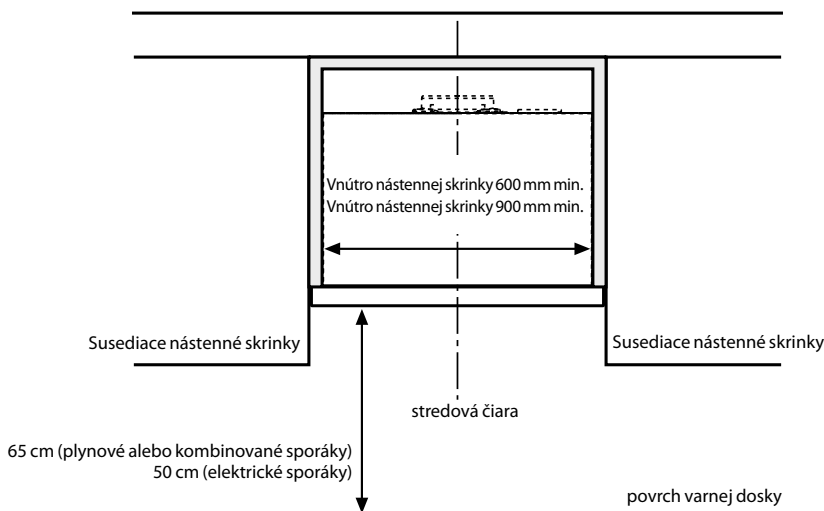 Vnútro nástennej skrinky 600 mm min.
Vnútro nástennej skrinky 900 mm min.
Susediace nástenné skrinky
Susediace nástenné skrinky
stredová čiara
65 cm (plynové alebo kombinované sporáky)
50 cm (elektrické sporáky)
povrch varnej dosky